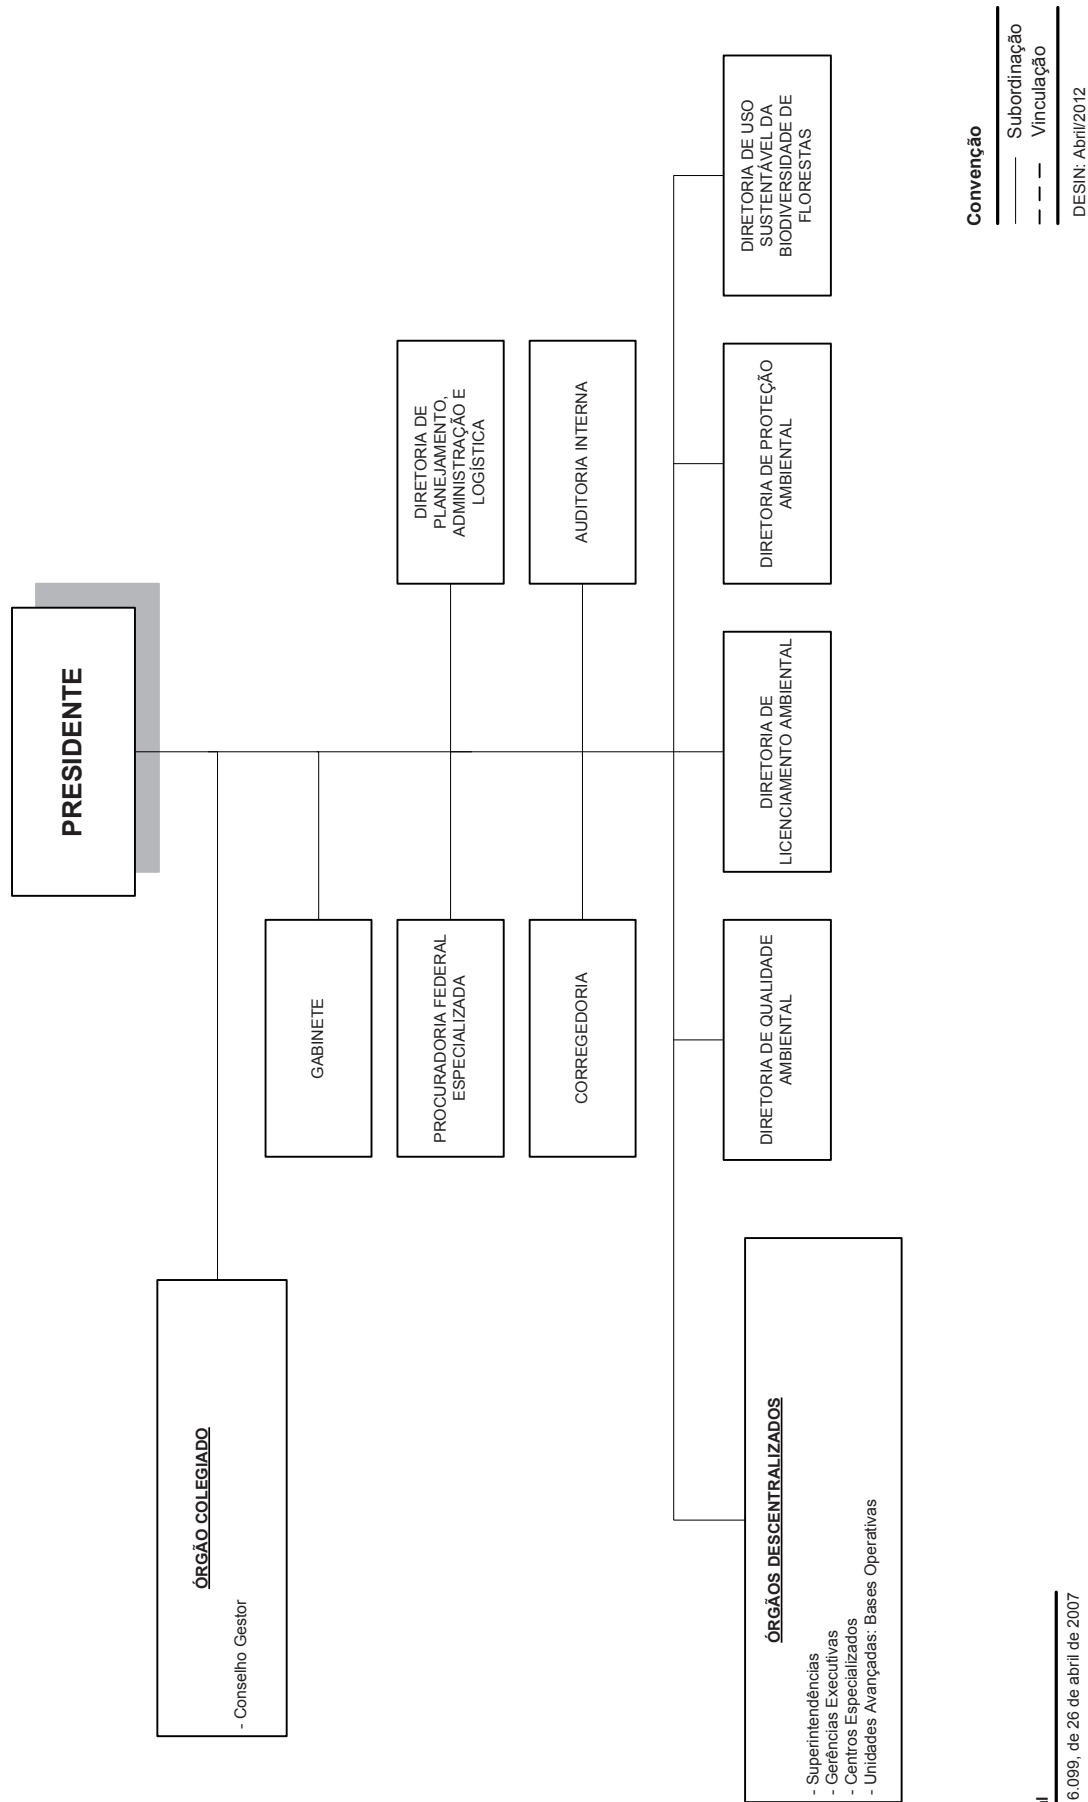 PRESIDENTE
ÓRGÃO COLEGIADO
- Conselho Gestor
GABINETE
PROCURADORIA FEDERAL
ESPECIALIZADA
DIRETORIA DE
PLANEJAMENTO,
ADMINISTRAÇÃO E
LOGÍSTICA
CORREGEDORIA
AUDITORIA INTERNA
ÓRGÃOS DESCENTRALIZADOS
- Superintendências
- Gerências Executivas
- Centros Especializados
- Unidades Avançadas: Bases Operativas
DIRETORIA DE QUALIDADE
AMBIENTAL
DIRETORIA DE
LICENCIAMENTO AMBIENTAL
DIRETORIA DE PROTEÇÃO
AMBIENTAL
DIRETORIA DE USO
SUSTENTÁVEL DA
BIODIVERSIDADE DE
FLORESTAS
6.099, de 26 de abril de 2007
Convenção
Subordinação
Vinculação
DESIN: Abril/2012